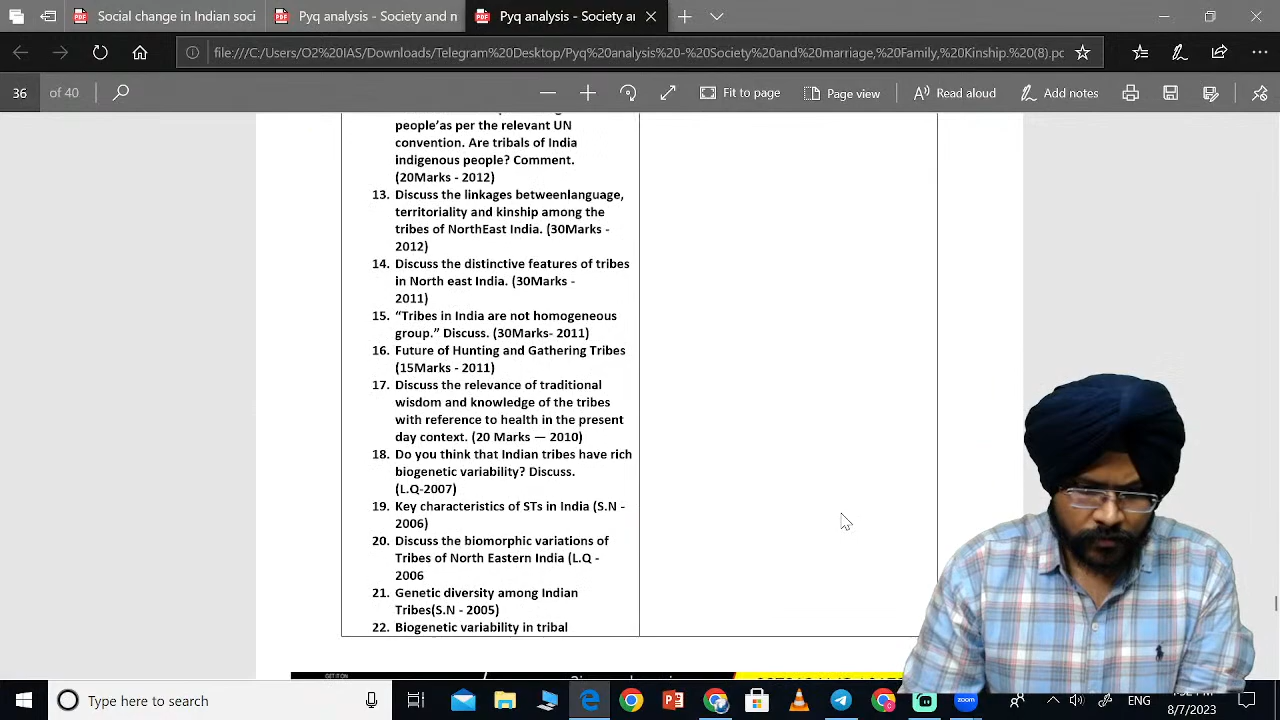 Social change in Indian soci
Pyq analysis - Society and n
Pyq analysis - Society ar
file:///C:/Users/O2%20IAS/Downloads/Telegram%20Desktop/Pyq%20analysis%20-%20Society%20and%20marriage,%20Family,%20Kinship.%20(8).pc
36 of 40
Fit to page
Page view
Read aloud
Add notes
people'as per the relevant UN
convention. Are tribals of India
indigenous people? Comment.
(20Marks - 2012)
13. Discuss the linkages betweenlanguage,
territoriality and kinship among the
tribes of NorthEast India. (30Marks -
2012)
14. Discuss the distinctive features of tribes
in North east India. (30Marks -
2011)
15. “Tribes in India are not homogeneous
group.” Discuss. (30Marks- 2011)
16. Future of Hunting and Gathering Tribes
(15Marks - 2011)
17. Discuss the relevance of traditional
wisdom and knowledge of the tribes
with reference to health in the present
day context. (20 Marks — 2010)
18. Do you think that Indian tribes have rich
biogenetic variability? Discuss.
(L.Q-2007)
19. Key characteristics of STs in India (S.N -
2006)
20. Discuss the biomorphic variations of
Tribes of North Eastern India (L.Q -
2006
21. Genetic diversity among Indian
Tribes(S.N - 2005)
22. Biogenetic variability in tribal
GET IT ON
Type here to search
ENG
8/7/2023